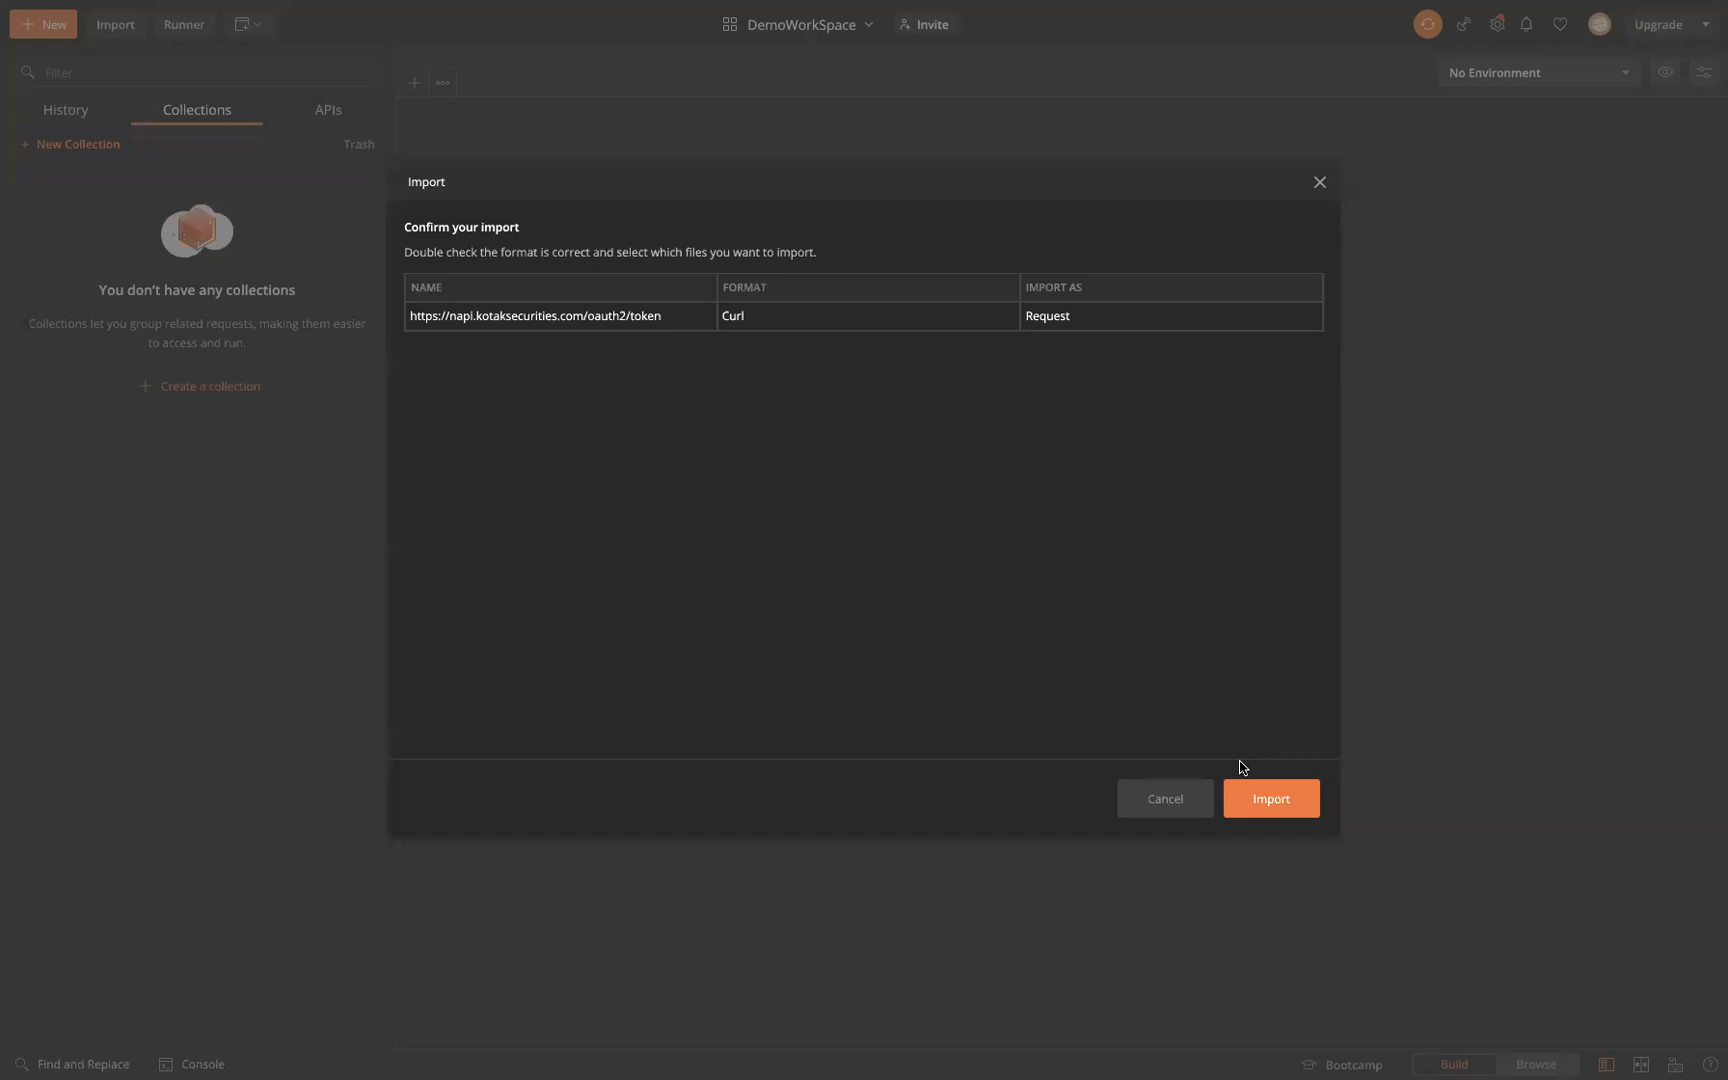 New
Import
Runner
DemoWorkSpace
Invite
Upgrade
Filter
No Environment
History
Collections
APIs
+ New Collection
Trash
You don't have any collections
Collections let you group related requests, making them easier
to access and run.
+ Create a collection
Import
Confirm your import
Double check the format is correct and select which files you want to import.
NAME FORMAT IMPORT AS
https://napi.kotaksecurities.com/oauth2/token Curl Request
Cancel
Import
Find and Replace
Console
Bootcamp
Build
Browse